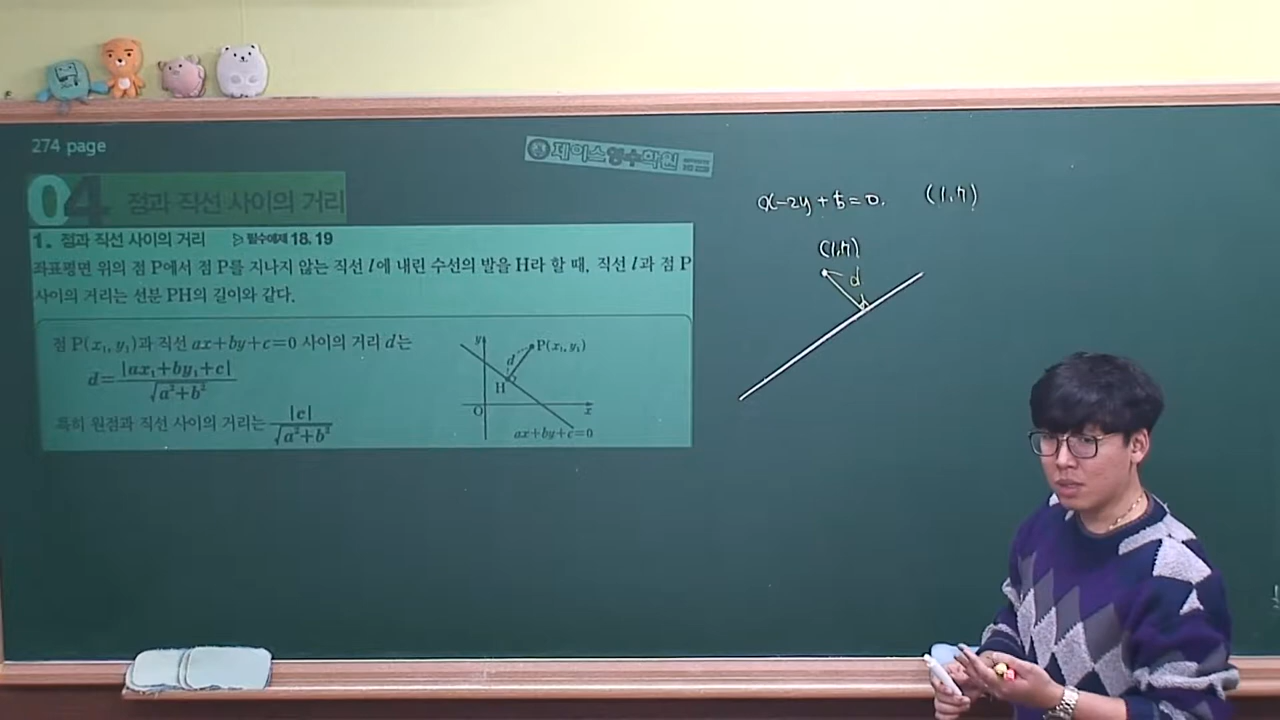 274 page
제이스영수학원
04 점과 직선 사이의 거리
1. 점과 직선 사이의 거리 ▷ 필수예제 18, 19
좌표평면 위의 점 P에서 점 P를 지나지 않는 직선 l에 내린 수선의 발을 H라 할 때, 직선 l과 점 P
사이의 거리는 선분 PH의 길이와 같다.
점 P(x₁, y₁)과 직선 ax+by+c=0 사이의 거리 d는
d=|ax₁+by₁+c|/√a²+b²
특히 원점과 직선 사이의 거리는 |c|/√a²+b²
y
P(x₁, y₁)
d
H
O
x
ax+by+c=0
x-2y+5=0. (1,7)
(1,7)
d